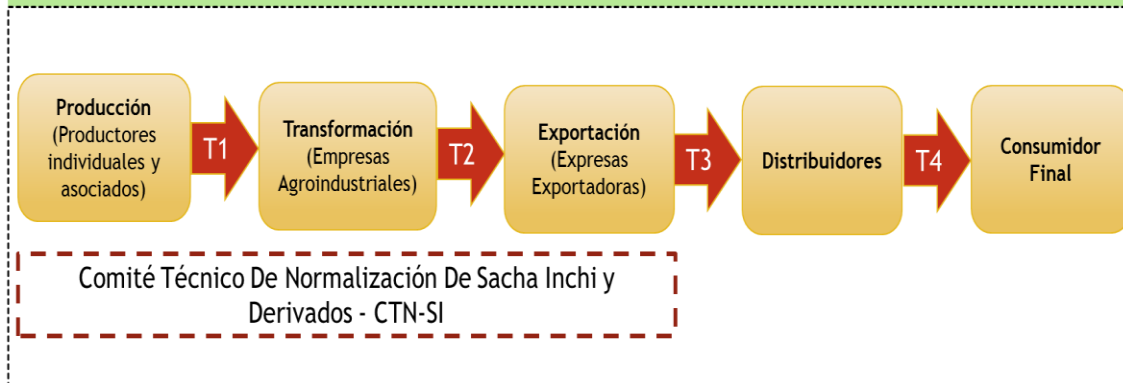 Producción
(Productores
individuales y
asociados)
T1
Transformación
(Empresas
Agroindustriales)
T2
Exportación
(Expresas
Exportadoras)
T3
Distribuidores
T4
Consumidor
Final
Comité Técnico De Normalización De Sacha Inchi y
Derivados - CTN-SI